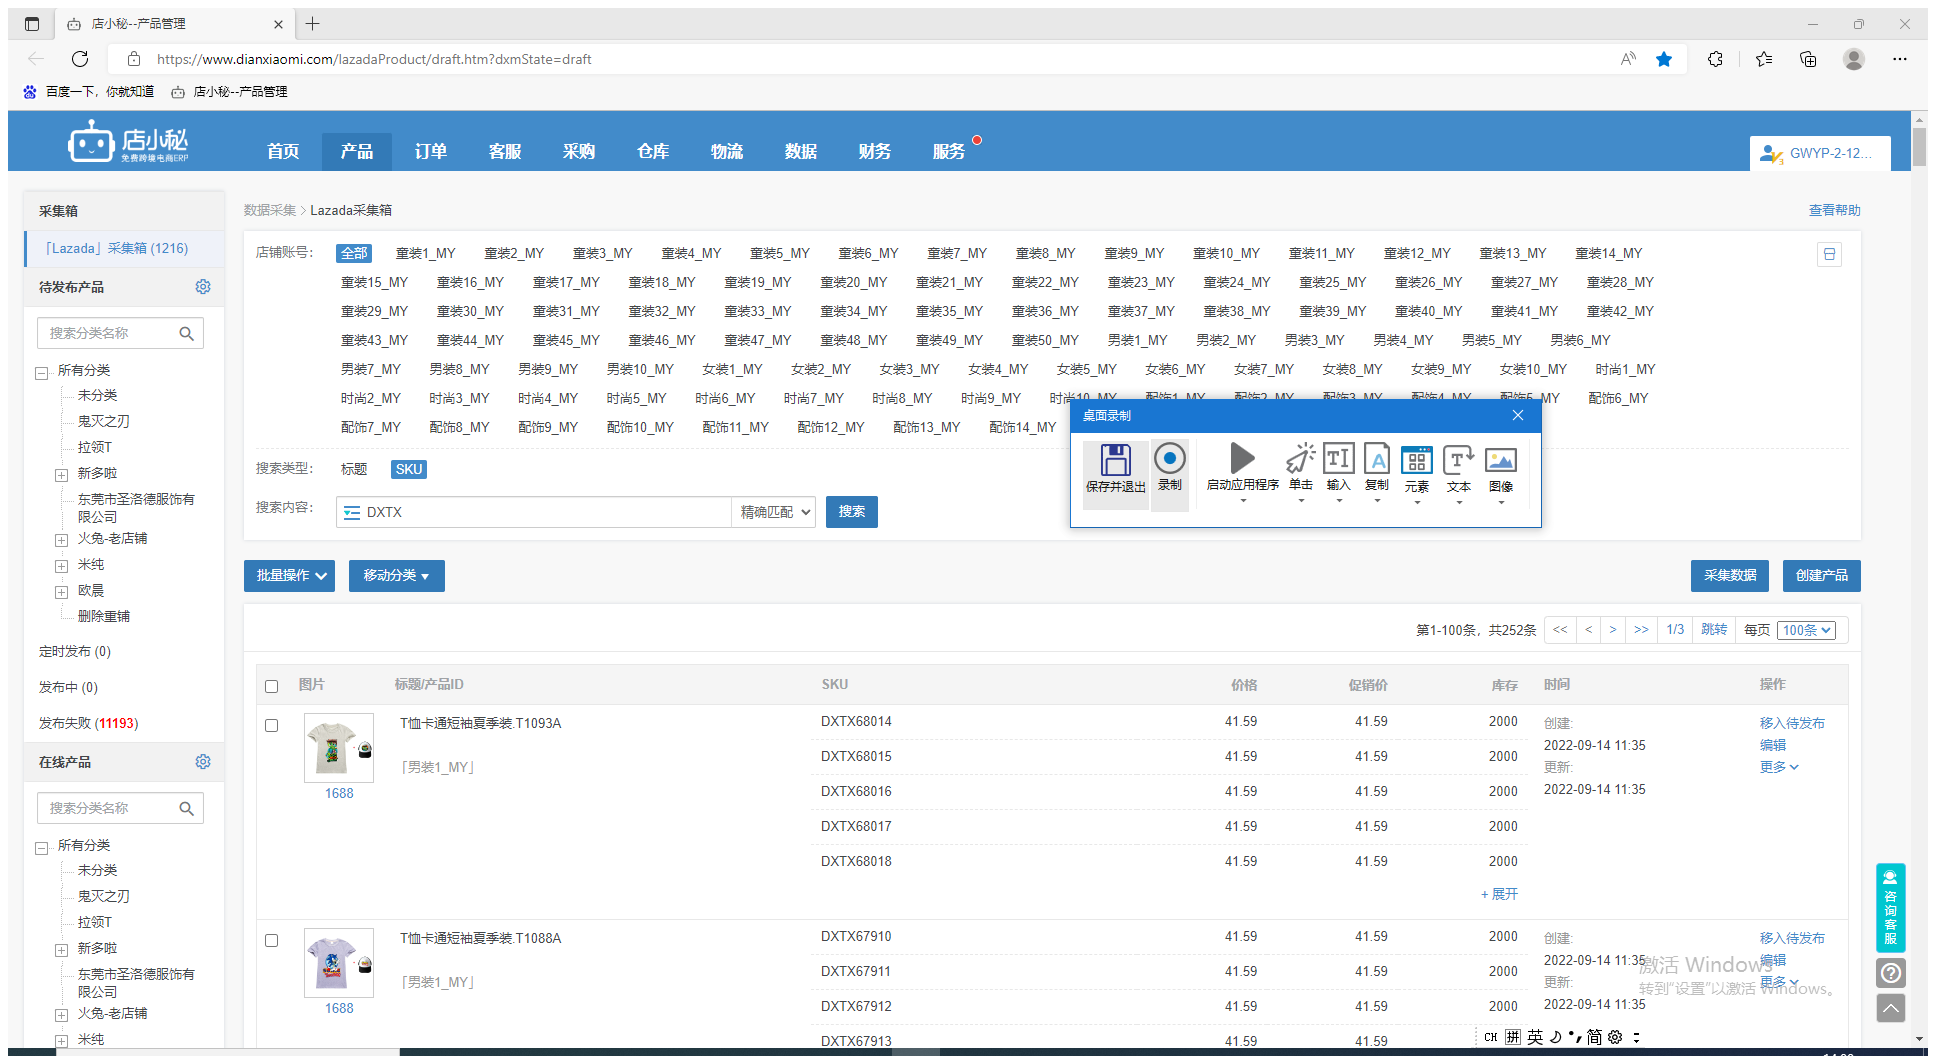 店小秘--产品管理
https://www.dianxiaomi.com/lazadaProduct/draft.htm?dxmState=draft
百度一下，你就知道 店小秘--产品管理
店小秘
免费跨境电商ERP
首页 产品 订单 客服 采购 仓库 物流 数据 财务 服务
GWYP-2-12...
采集箱
「Lazada」采集箱 (1216)
待发布产品
搜索分类名称
所有分类
未分类
鬼灭之刃
拉领T
新多啦
东莞市圣洛德服饰有
限公司
火兔-老店铺
米纯
欧晨
删除重铺
定时发布 (0)
发布中 (0)
发布失败 (11193)
在线产品
搜索分类名称
所有分类
未分类
鬼灭之刃
拉领T
新多啦
东莞市圣洛德服饰有
限公司
火兔-老店铺
米纯
数据采集 > Lazada采集箱
查看帮助
店铺账号： 全部 童装1_MY 童装2_MY 童装3_MY 童装4_MY 童装5_MY 童装6_MY 童装7_MY 童装8_MY 童装9_MY 童装10_MY 童装11_MY 童装12_MY 童装13_MY 童装14_MY
童装15_MY 童装16_MY 童装17_MY 童装18_MY 童装19_MY 童装20_MY 童装21_MY 童装22_MY 童装23_MY 童装24_MY 童装25_MY 童装26_MY 童装27_MY 童装28_MY
童装29_MY 童装30_MY 童装31_MY 童装32_MY 童装33_MY 童装34_MY 童装35_MY 童装36_MY 童装37_MY 童装38_MY 童装39_MY 童装40_MY 童装41_MY 童装42_MY
童装43_MY 童装44_MY 童装45_MY 童装46_MY 童装47_MY 童装48_MY 童装49_MY 童装50_MY 男装1_MY 男装2_MY 男装3_MY 男装4_MY 男装5_MY 男装6_MY
男装7_MY 男装8_MY 男装9_MY 男装10_MY 女装1_MY 女装2_MY 女装3_MY 女装4_MY 女装5_MY 女装6_MY 女装7_MY 女装8_MY 女装9_MY 女装10_MY 时尚1_MY
时尚2_MY 时尚3_MY 时尚4_MY 时尚5_MY 时尚6_MY 时尚7_MY 时尚8_MY 时尚9_MY 时尚10_MY 配饰1_MY 配饰2_MY 配饰3_MY 配饰4_MY 配饰5_MY 配饰6_MY
配饰7_MY 配饰8_MY 配饰9_MY 配饰10_MY 配饰11_MY 配饰12_MY 配饰13_MY 配饰14_MY
桌面录制
保存并退出 录制 启动应用程序 单击 输入 复制 元素 文本 图像
搜索类型： 标题 SKU
搜索内容： DXTX 精确匹配 搜索
批量操作 移动分类 采集数据 创建产品
第1-100条，共252条 << < > >> 1/3 跳转 每页 100条
图片 标题/产品ID SKU 价格 促销价 库存 时间 操作
T恤卡通短袖夏季装.T1093A
「男装1_MY」
1688
DXTX68014 41.59 41.59 2000
DXTX68015 41.59 41.59 2000
DXTX68016 41.59 41.59 2000
DXTX68017 41.59 41.59 2000
DXTX68018 41.59 41.59 2000
+ 展开
创建:
2022-09-14 11:35
更新:
2022-09-14 11:35
移入待发布
编辑
更多
T恤卡通短袖夏季装.T1088A
「男装1_MY」
1688
DXTX67910 41.59 41.59 2000
DXTX67911 41.59 41.59 2000
DXTX67912 41.59 41.59 2000
DXTX67913 41.59 41.59 2000
创建:
2022-09-14 11:35
更新:
2022-09-14 11:35
移入待发布
编辑
更多
咨询客服
激活 Windows
转到“设置”以激活 Windows。
CH 拼 英 简